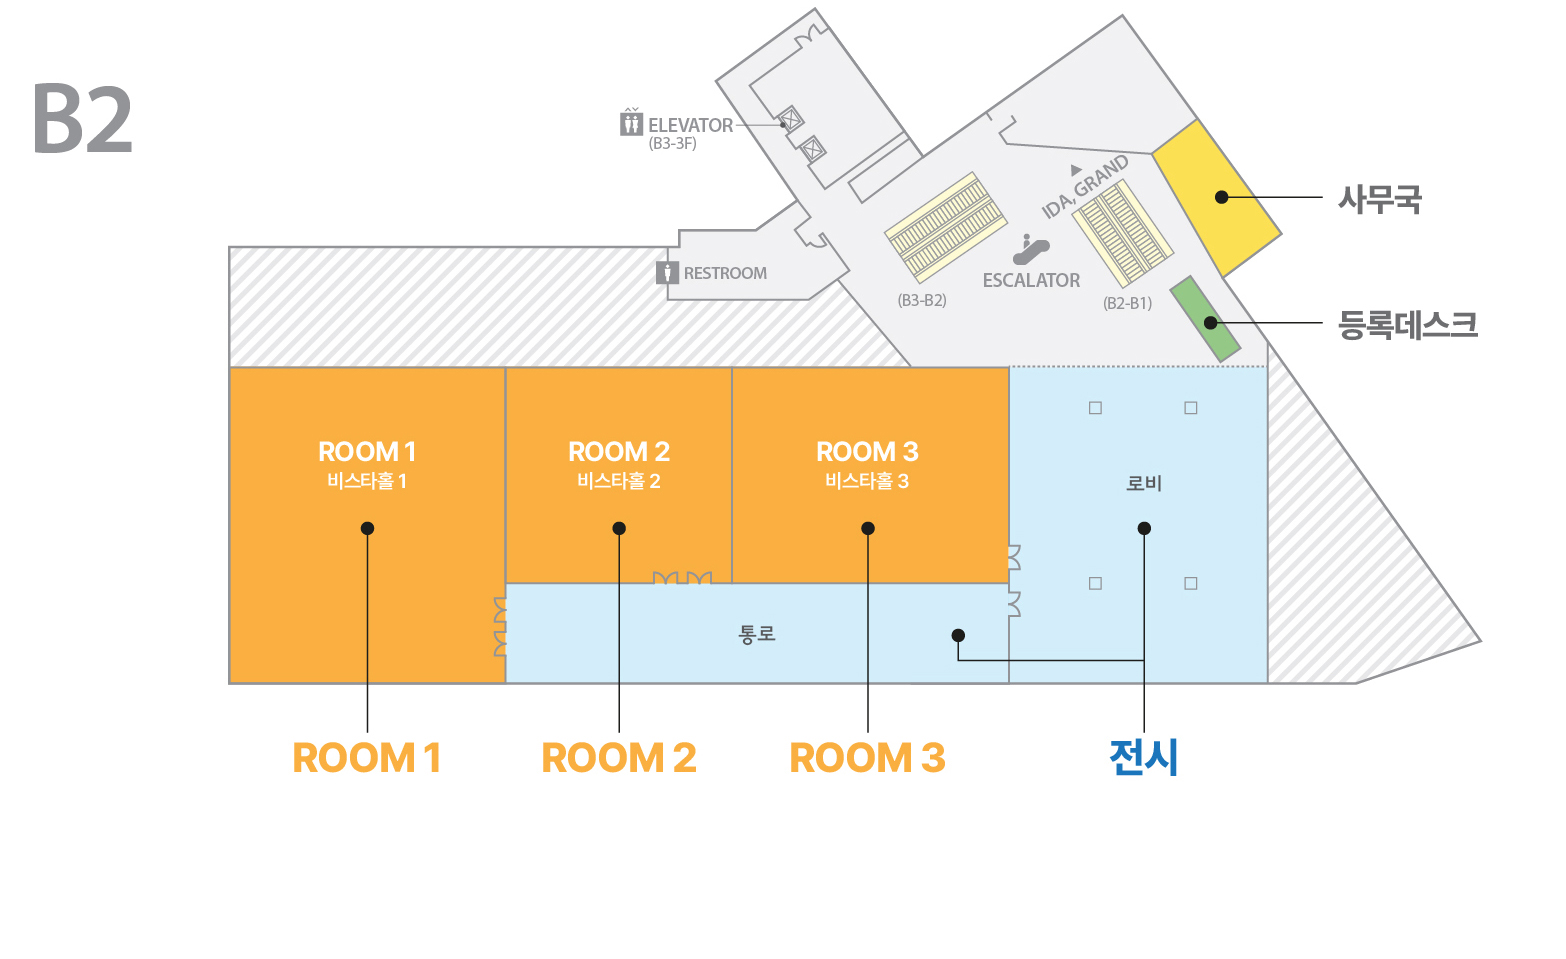 B2
ELEVATOR
(B3-3F)
IDA, GRAND
사무국
RESTROOM
ESCALATOR
(B3-B2)
(B2-B1)
등록데스크
ROOM 1
비스타홀 1
ROOM 2
비스타홀 2
ROOM 3
비스타홀 3
로비
통로
ROOM 1
ROOM 2
ROOM 3
전시